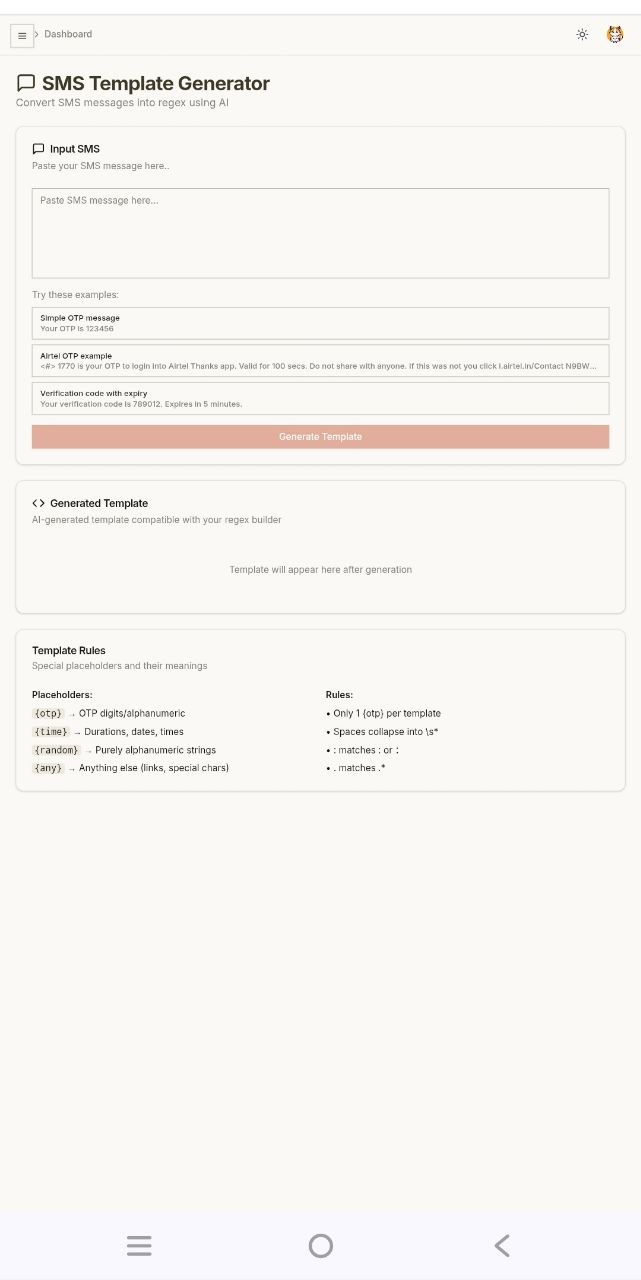 Dashboard
SMS Template Generator
Convert SMS messages into regex using AI
Input SMS
Paste your SMS message here..
Paste SMS message here...
Try these examples:
Simple OTP message
Your OTP is 123456
Airtel OTP example
<#> 1770 is your OTP to login into Airtel Thanks app. Valid for 100 secs. Do not share with anyone. If this was not you click i.airtel.in/Contact N9BW...
Verification code with expiry
Your verification code is 789012. Expires in 5 minutes.
Generate Template
Generated Template
AI-generated template compatible with your regex builder
Template will appear here after generation
Template Rules
Special placeholders and their meanings
Placeholders:
{otp} → OTP digits/alphanumeric
{time} → Durations, dates, times
{random} → Purely alphanumeric strings
{any} → Anything else (links, special chars)
Rules:
• Only 1 {otp} per template
• Spaces collapse into \s*
• : matches : or ：
• . matches .*